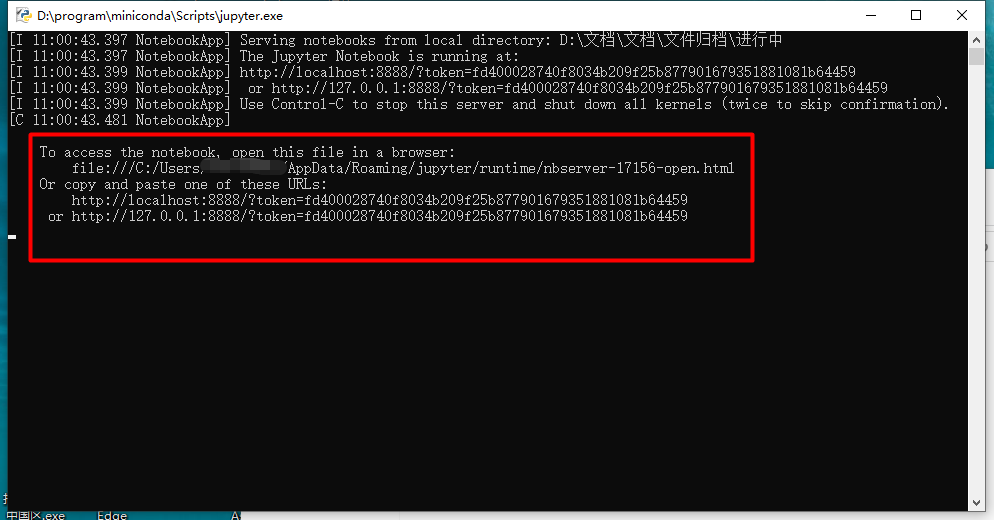 D:\program\miniconda\Scripts\jupyter.exe
[I 11:00:43.397 NotebookApp] Serving notebooks from local directory: D:\文档\文档\文件归档\进行中
[I 11:00:43.397 NotebookApp] The Jupyter Notebook is running at:
[I 11:00:43.399 NotebookApp] http://localhost:8888/?token=fd400028740f8034b209f25b877901679351881081b64459
[I 11:00:43.399 NotebookApp]  or http://127.0.0.1:8888/?token=fd400028740f8034b209f25b877901679351881081b64459
[I 11:00:43.399 NotebookApp] Use Control-C to stop this server and shut down all kernels (twice to skip confirmation).
[C 11:00:43.481 NotebookApp]
To access the notebook, open this file in a browser:
file:///C:/Users/ /AppData/Roaming/jupyter/runtime/nbserver-17156-open.html
Or copy and paste one of these URLs:
http://localhost:8888/?token=fd400028740f8034b209f25b877901679351881081b64459
or http://127.0.0.1:8888/?token=fd400028740f8034b209f25b877901679351881081b64459
中国区.exe Edge